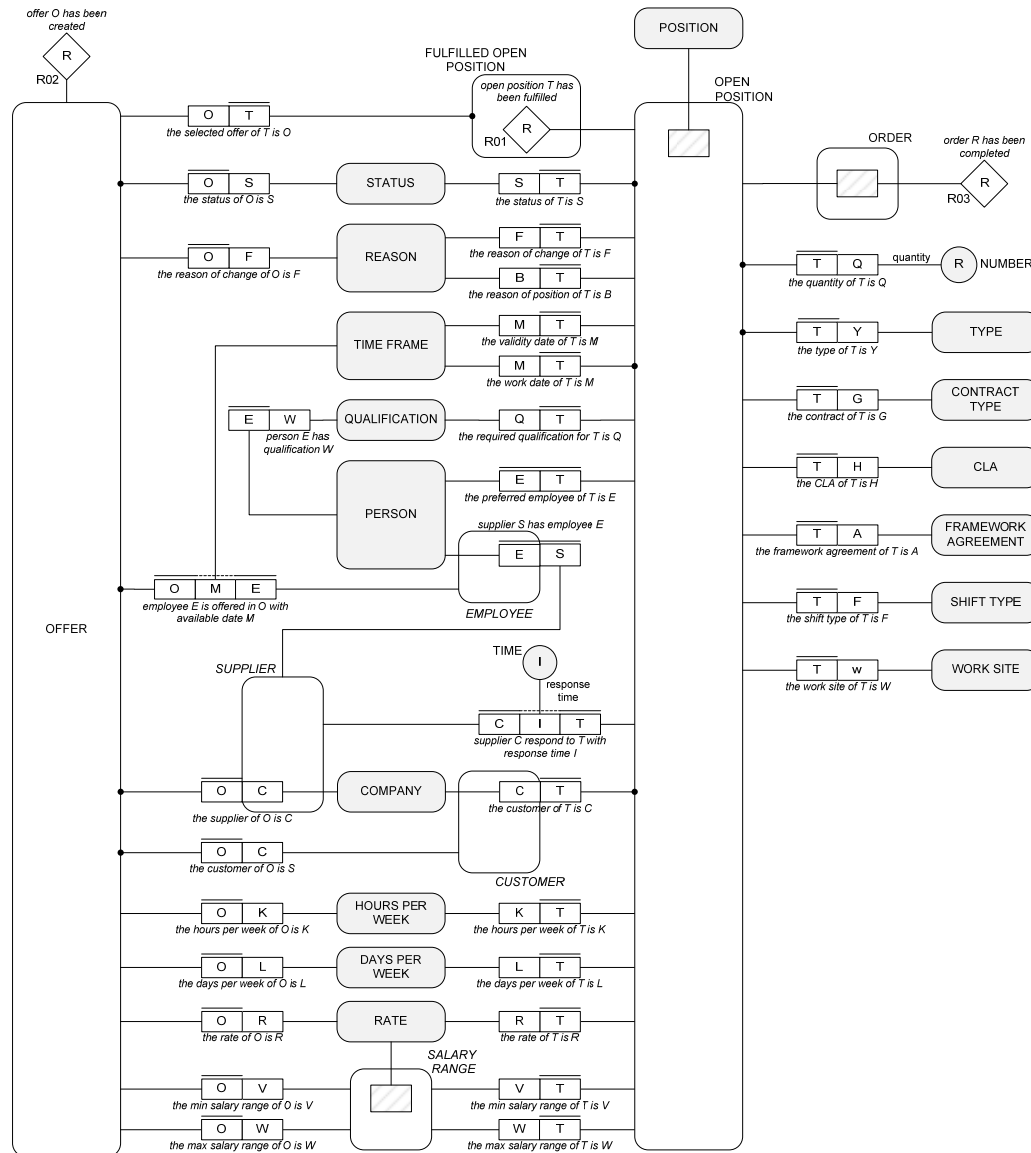 offer O has been
created
R
R02
POSITION
FULFILLED OPEN
POSITION
open position T has
been fulfilled
R
R01
OPEN
POSITION
O T
the selected offer of T is O
ORDER
order R has been
completed
R
R03
O S
the status of O is S
STATUS
S T
the status of T is S
O F
the reason of change of O is F
REASON
F T
the reason of change of T is F
B T
the reason of position of T is B
T Q
quantity
R
NUMBER
the quantity of T is Q
TIME FRAME
M T
the validity date of T is M
M T
the work date of T is M
T Y
the type of T is Y
TYPE
E W
person E has
qualification W
QUALIFICATION
Q T
the required qualification for T is Q
T G
the contract of T is G
CONTRACT
TYPE
PERSON
E T
the preferred employee of T is E
T H
the CLA of T is H
CLA
supplier S has employee E
E S
EMPLOYEE
T A
the framework agreement of T is A
FRAMEWORK
AGREEMENT
O M E
employee E is offered in O with
available date M
T F
the shift type of T is F
SHIFT TYPE
OFFER
T w
the work site of T is W
WORK SITE
SUPPLIER
TIME
I
response
time
C I T
supplier C respond to T with
response time I
O C
the supplier of O is C
COMPANY
C T
the customer of T is C
O C
the customer of O is S
CUSTOMER
O K
the hours per week of O is K
HOURS PER
WEEK
K T
the hours per week of T is K
O L
the days per week of O is L
DAYS PER
WEEK
L T
the days per week of T is L
O R
the rate of O is R
RATE
R T
the rate of T is R
SALARY
RANGE
O V
the min salary range of O is V
V T
the min salary range of T is V
O W
the max salary range of O is W
W T
the max salary range of T is W